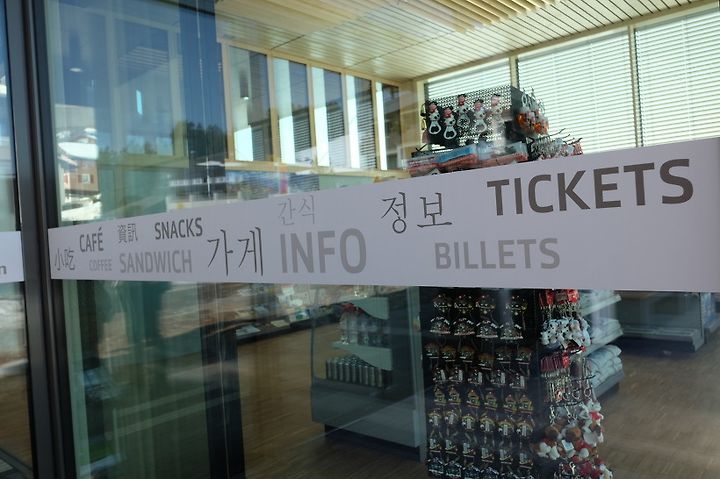 小吃 CAFÉ 資訊 SNACKS 간식 정보 TICKETS
COFFEE SANDWICH 가게 INFO BILLETS